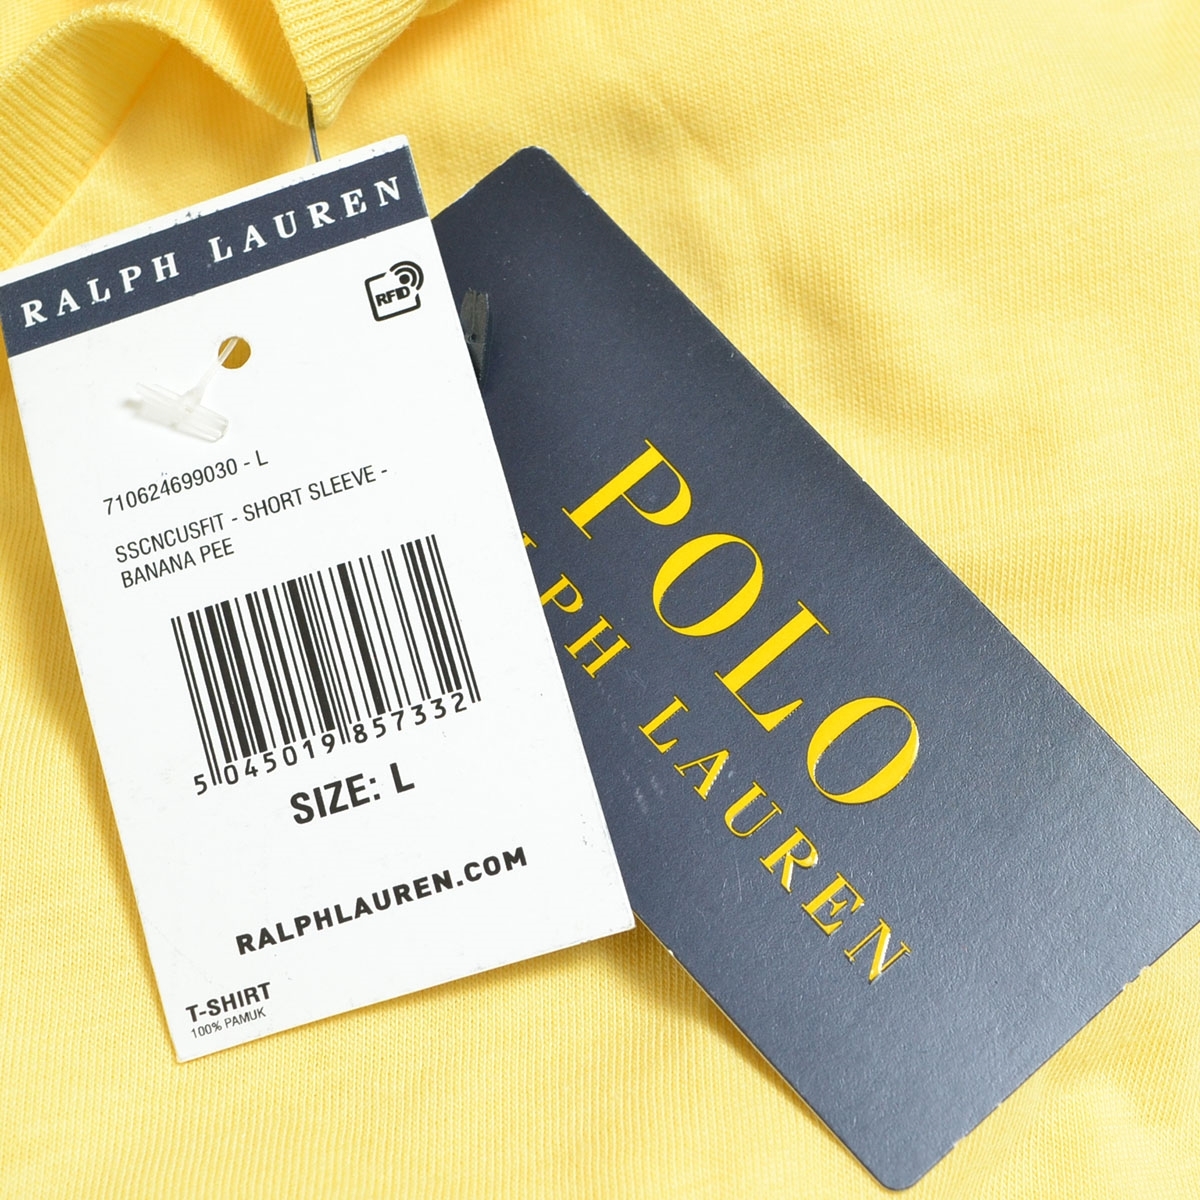 RALPH LAUREN
RFID
710624699030 - L
SSCNCUSFIT - SHORT SLEEVE -
BANANA PEE
5 045019 857332
SIZE: L
RALPHLAUREN.COM
T-SHIRT
100% PAMUK
POLO
LPH LAUREN